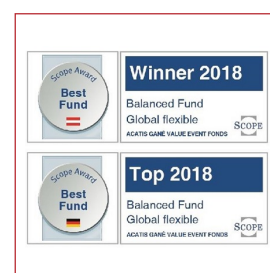 Scope Award
Best
Fund
Winner 2018
Balanced Fund
Global flexible
ACATIS GANÉ VALUE EVENT FONDS
SCOPE
Scope Award
Best
Fund
Top 2018
Balanced Fund
Global flexible
ACATIS GANÉ VALUE EVENT FONDS
SCOPE